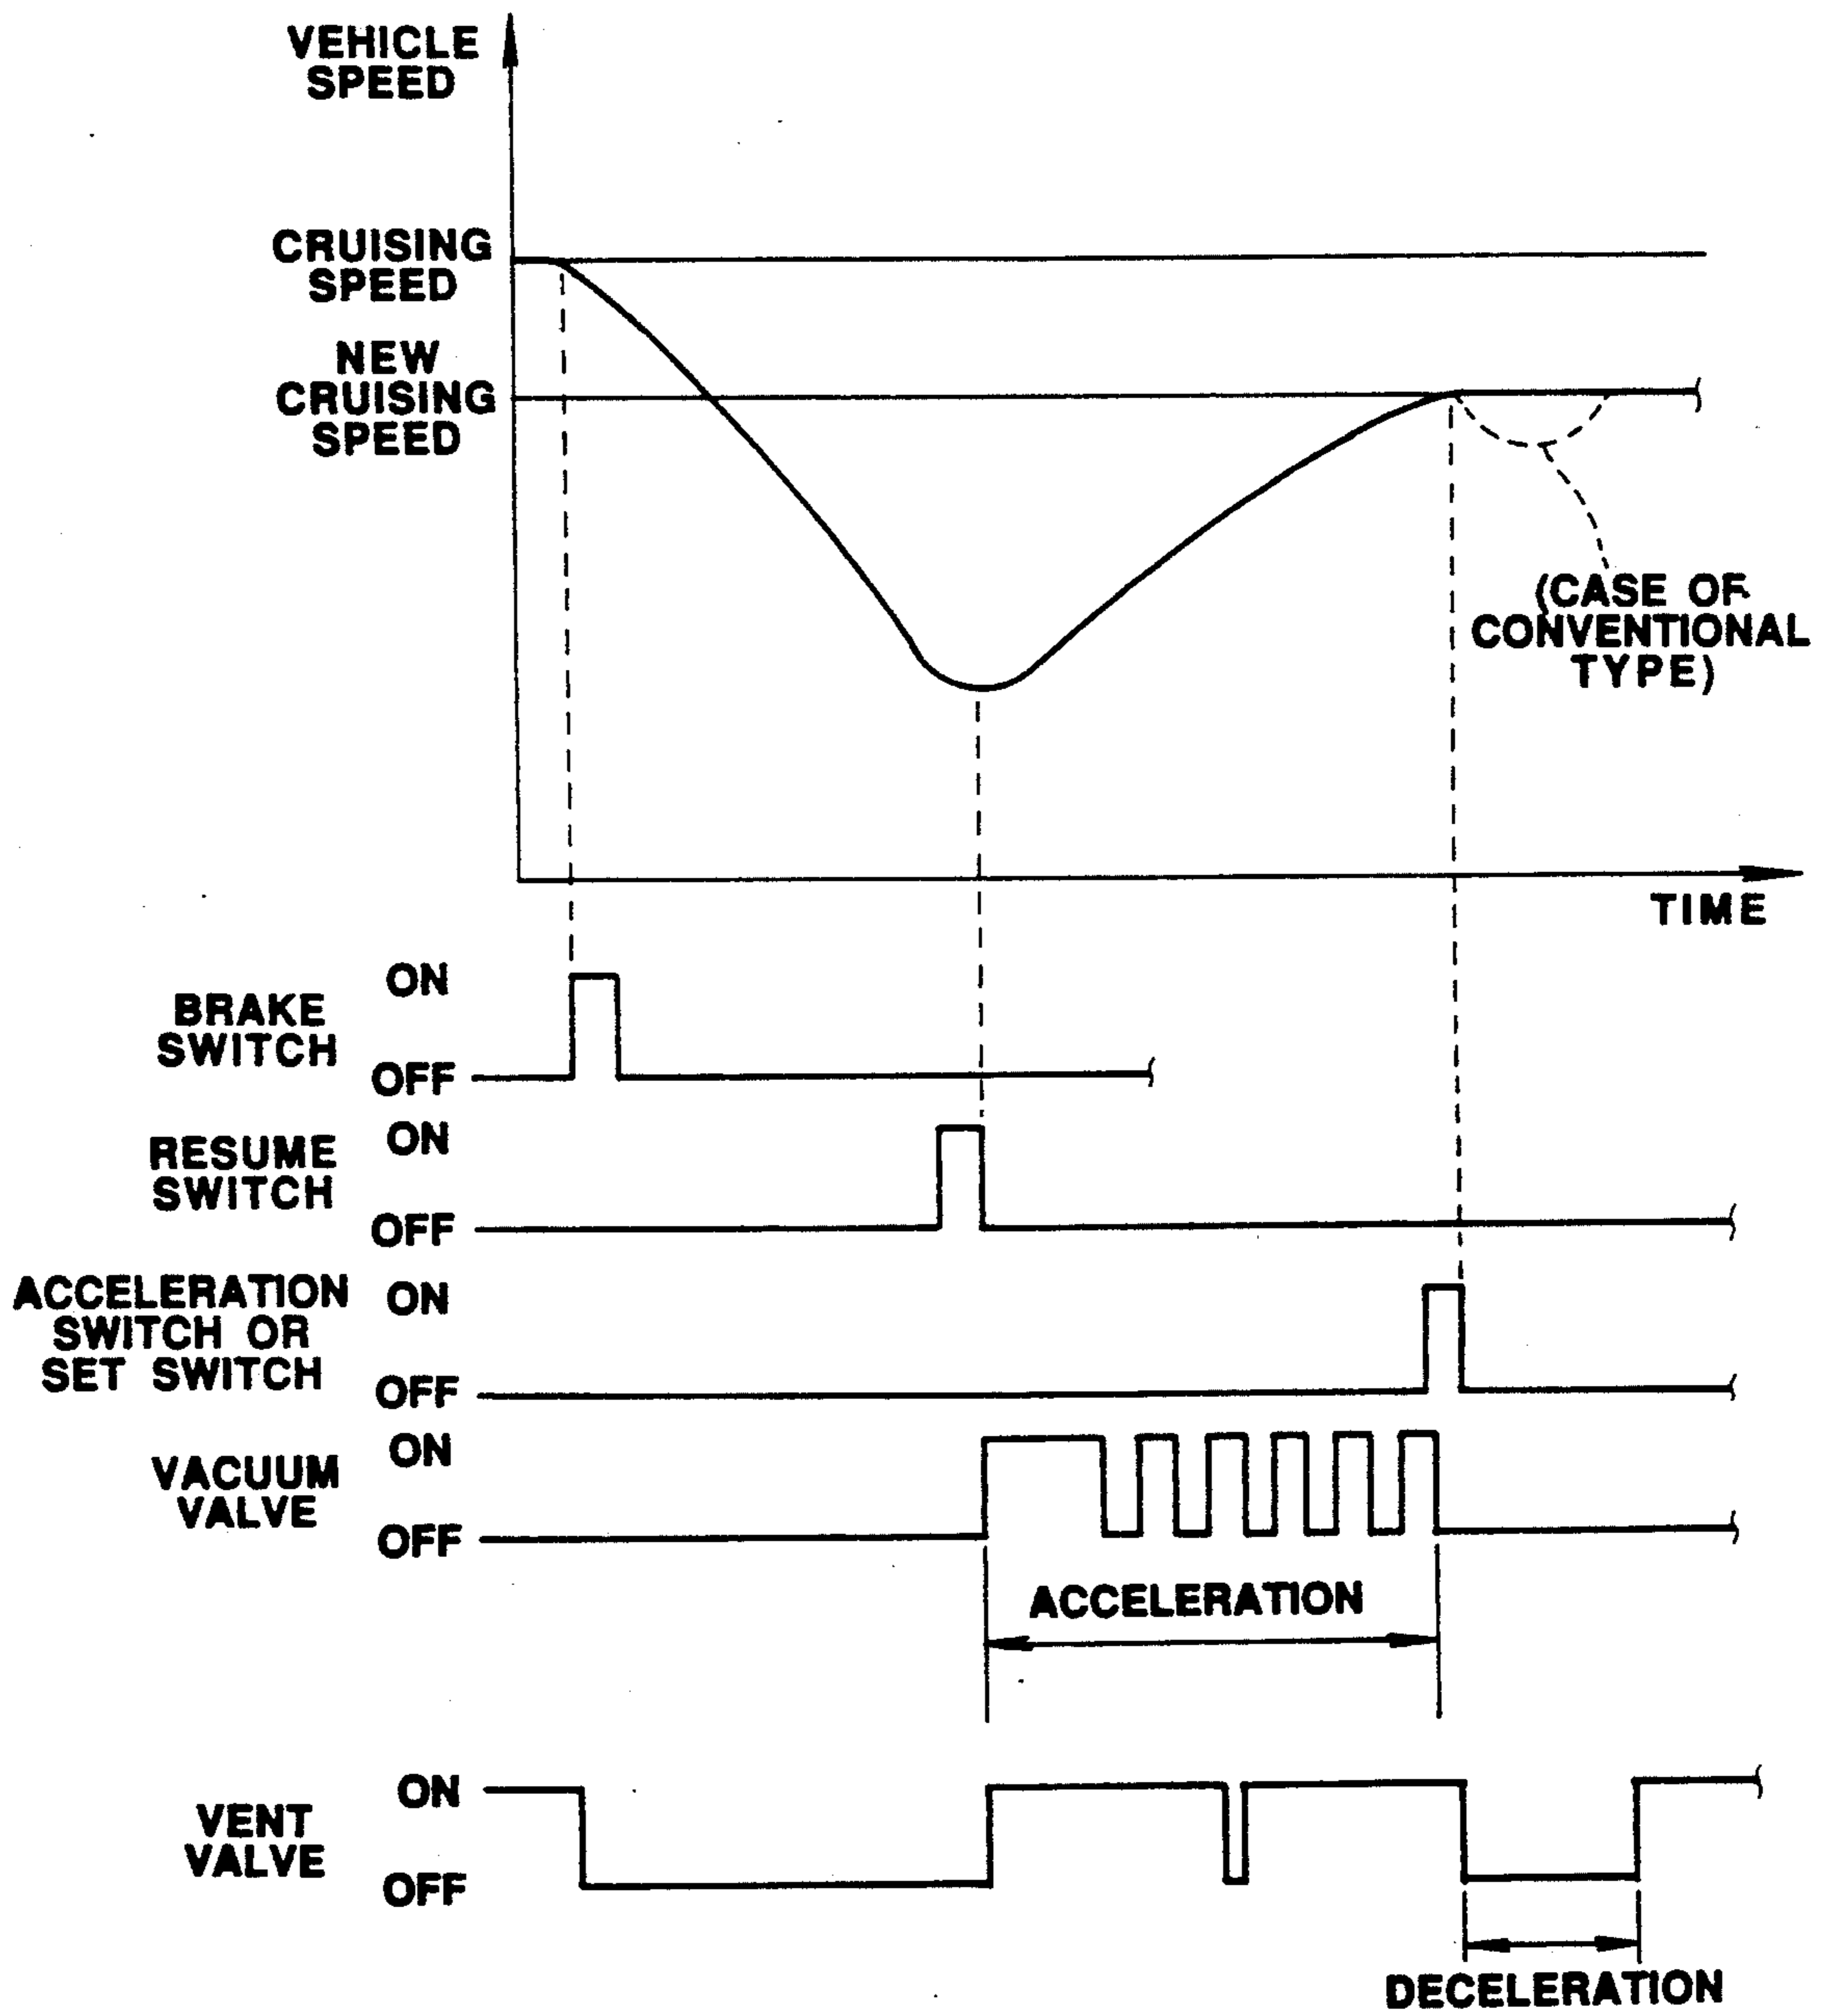 VEHICLE
SPEED
CRUISING
SPEED
NEW
CRUISING
SPEED
(CASE OF
CONVENTIONAL
TYPE)
TIME
BRAKE
SWITCH
ON
OFF
RESUME
SWITCH
ON
OFF
ACCELERATION
SWITCH OR
SET SWITCH
ON
OFF
VACUUM
VALVE
ON
OFF
ACCELERATION
VENT
VALVE
ON
OFF
DECELERATION